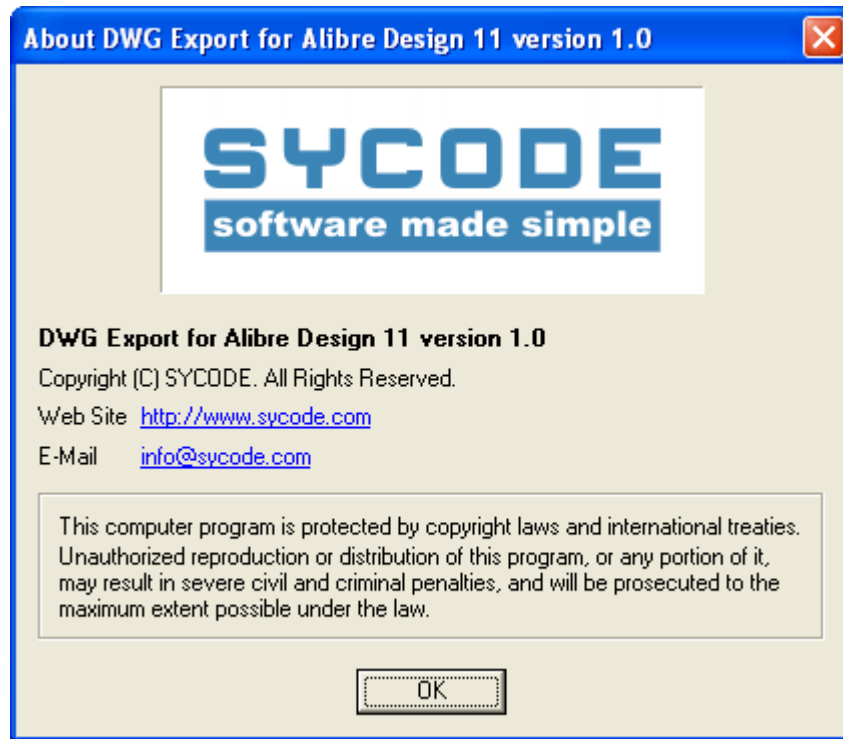 About DWG Export for Alibre Design 11 version 1.0
SYCODE
software made simple
DWG Export for Alibre Design 11 version 1.0
Copyright (C) SYCODE. All Rights Reserved.
Web Site http://www.sycode.com
E-Mail info@sycode.com
This computer program is protected by copyright laws and international treaties.
Unauthorized reproduction or distribution of this program, or any portion of it,
may result in severe civil and criminal penalties, and will be prosecuted to the
maximum extent possible under the law.
OK